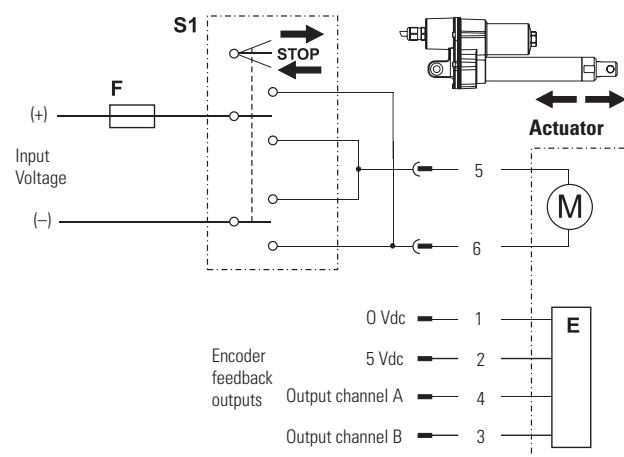 S1
STOP
F
(+)
Input
Voltage
(–)
Actuator
5
M
6
0 Vdc
1
E
5 Vdc
2
Encoder
feedback
outputs
Output channel A
4
Output channel B
3